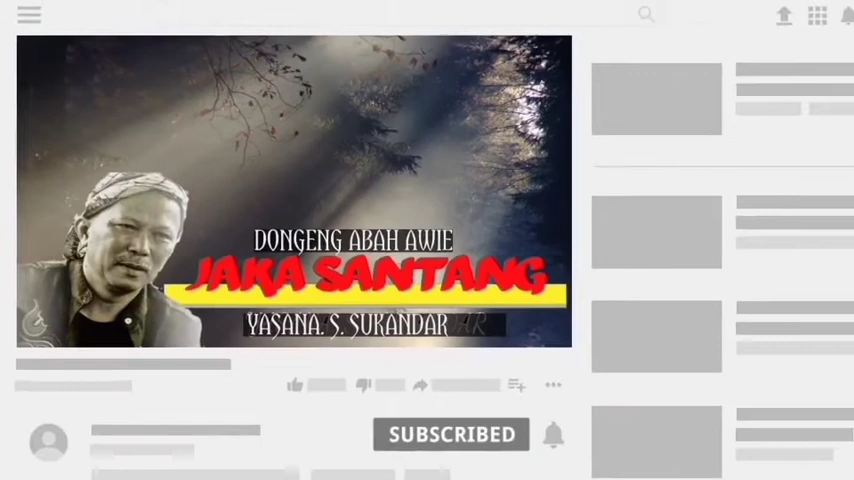 DONGENG ABAH AWIE
JAKA SANTANG
YASANA. S. SUKANDAR
SUBSCRIBED